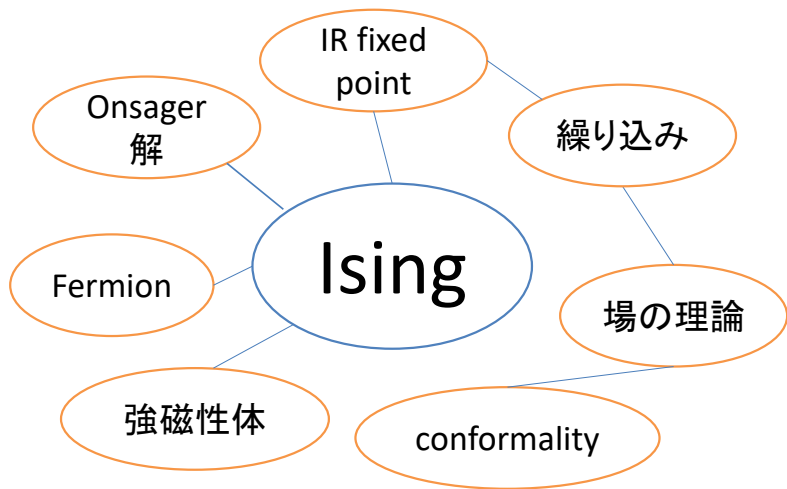 IR fixed
point
Onsager
解
繰り込み
Ising
Fermion
場の理論
強磁性体
conformality